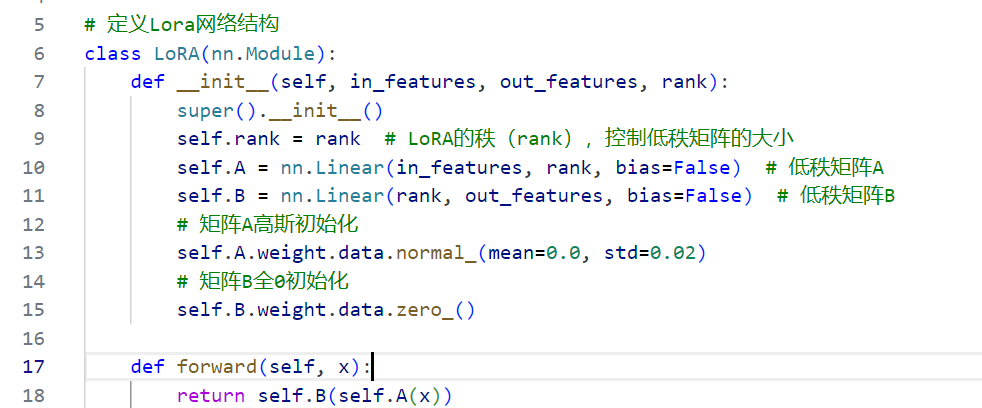 5 # 定义Lora网络结构
6 class LoRA(nn.Module):
7 def __init__(self, in_features, out_features, rank):
8 super().__init__()
9 self.rank = rank # LoRA的秩（rank），控制低秩矩阵的大小
10 self.A = nn.Linear(in_features, rank, bias=False) # 低秩矩阵A
11 self.B = nn.Linear(rank, out_features, bias=False) # 低秩矩阵B
12 # 矩阵A高斯初始化
13 self.A.weight.data.normal_(mean=0.0, std=0.02)
14 # 矩阵B全0初始化
15 self.B.weight.data.zero_()
16
17 def forward(self, x):
18 return self.B(self.A(x))